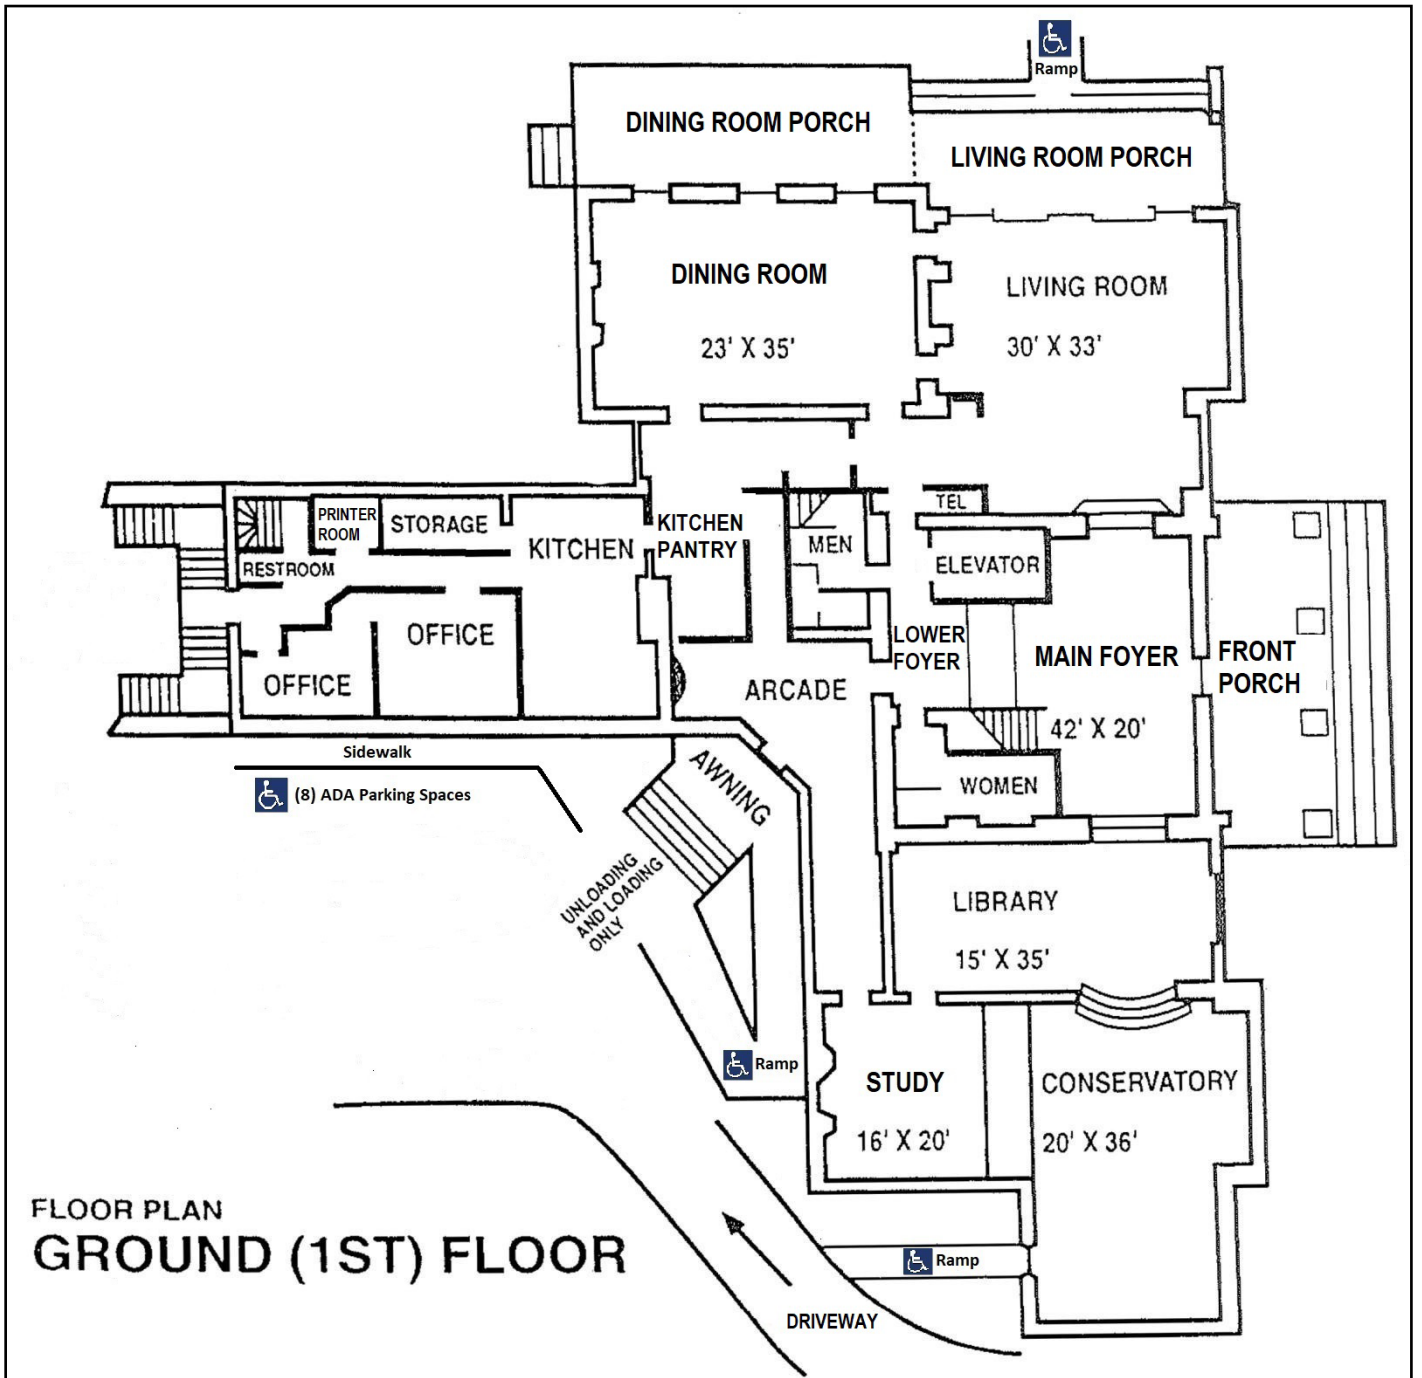 Ramp
DINING ROOM PORCH
LIVING ROOM PORCH
DINING ROOM
23' X 35'
LIVING ROOM
30' X 33'
PRINTER
ROOM
STORAGE
RESTROOM
KITCHEN
KITCHEN
PANTRY
MEN
TEL
ELEVATOR
OFFICE
OFFICE
ARCADE
LOWER
FOYER
MAIN FOYER
42' X 20'
FRONT
PORCH
Sidewalk
(8) ADA Parking Spaces
AWNING
WOMEN
UNLOADING
AND LOADING
ONLY
LIBRARY
15' X 35'
Ramp
STUDY
16' X 20'
CONSERVATORY
20' X 36'
FLOOR PLAN
GROUND (1ST) FLOOR
Ramp
DRIVEWAY